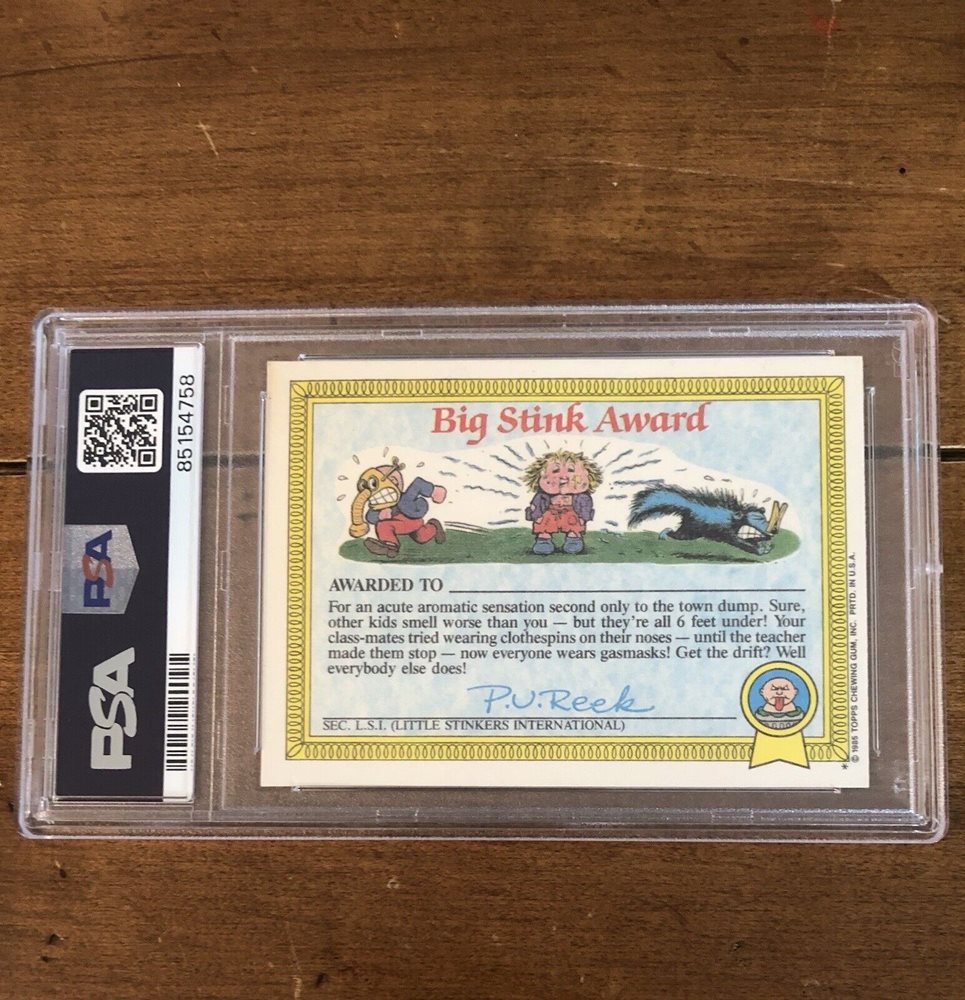 85154758
PSA
PSA
Big Stink Award
AWARDED TO
For an acute aromatic sensation second only to the town dump. Sure,
other kids smell worse than you — but they're all 6 feet under! Your
class-mates tried wearing clothespins on their noses — until the teacher
made them stop — now everyone wears gasmasks! Get the drift? Well
everybody else does!
P.U.Reek
SEC. L.S.I. (LITTLE STINKERS INTERNATIONAL)
* © 1985 TOPPS CHEWING GUM, INC. PRTD. IN U.S.A.